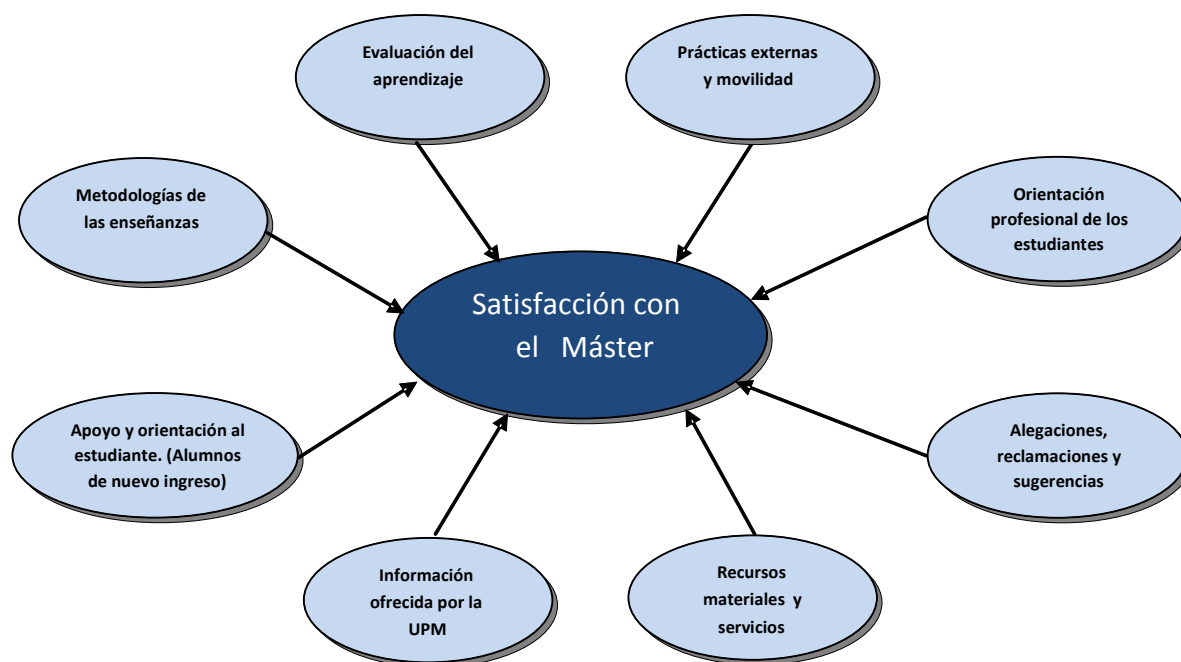 Evaluación del
aprendizaje
Prácticas externas
y movilidad
Metodologías de
las enseñanzas
Orientación
profesional de los
estudiantes
Satisfacción con
el Máster
Apoyo y orientación al
estudiante. (Alumnos
de nuevo ingreso)
Alegaciones,
reclamaciones y
sugerencias
Información
ofrecida por la
UPM
Recursos
materiales y
servicios